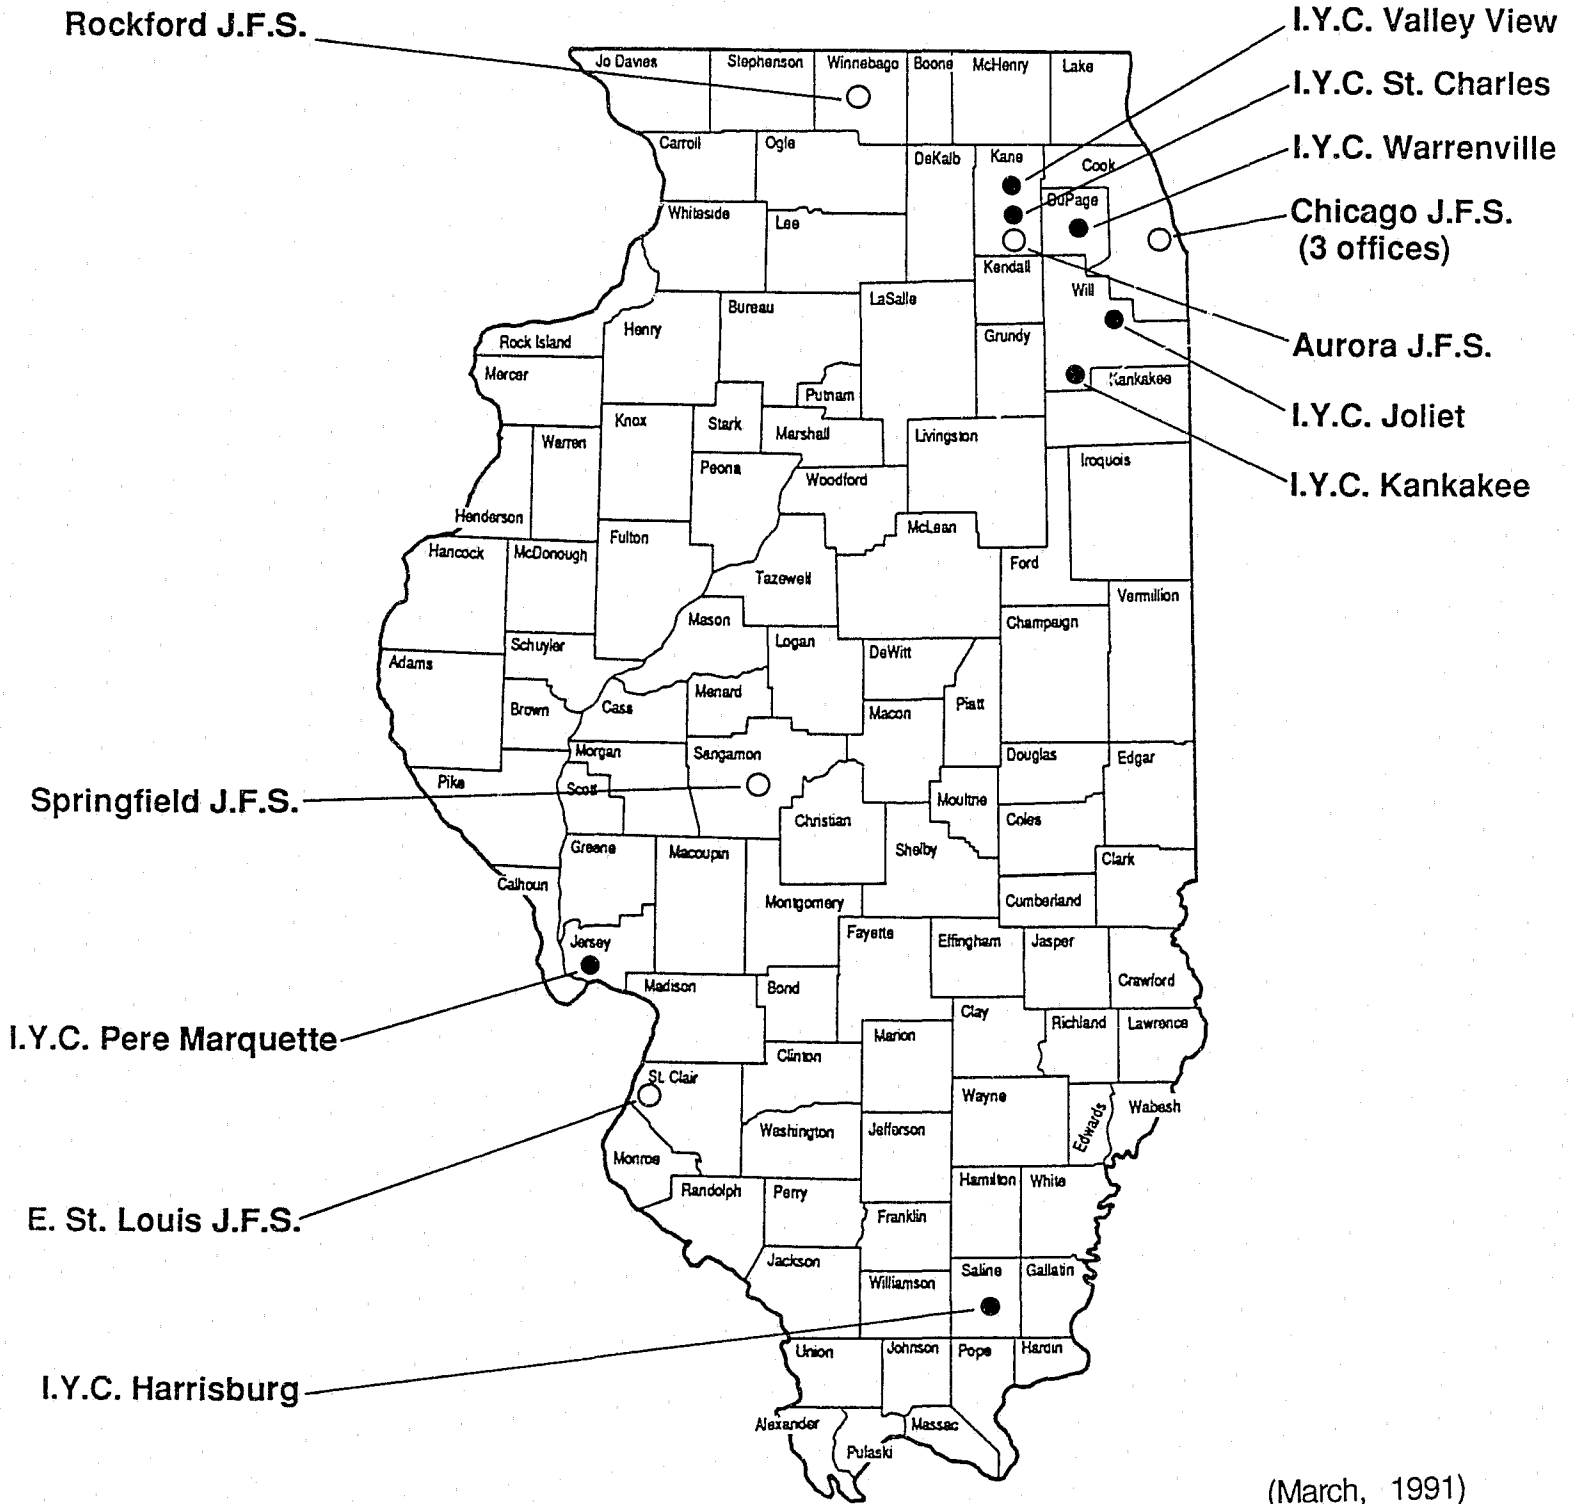 Rockford J.F.S.
I.Y.C. Valley View
I.Y.C. St. Charles
I.Y.C. Warrenville
Chicago J.F.S.
(3 offices)
Aurora J.F.S.
I.Y.C. Joliet
I.Y.C. Kankakee
Springfield J.F.S.
I.Y.C. Pere Marquette
E. St. Louis J.F.S.
I.Y.C. Harrisburg
Jo Davies Stephenson Winnebago Boone McHenry Lake
Carroll Ogle DeKalb Kane Cook
DuPage
Whiteside Lee
Kendall
Will
Bureau LaSalle
Henry Grundy
Rock Island
Mercer Kankakee
Putnam
Knox Stark Marshall Livingston
Warren
Peoria Woodford Iroquois
Henderson McLean
Hancock McDonough Fulton Ford
Tazewell Vermillion
Mason Champaign
Schuyler Logan DeWitt
Adams
Menard
Brown Cass Macon Piatt
Morgan Sangamon Douglas Edgar
Pike Scott
Moultrie
Christian Coles
Greene Macoupin Shelby Clark
Calhoun
Montgomery Cumberland
Fayette Effingham Jasper
Jersey
Madison Bond Crawford
Clay Richland Lawrence
Marion
Clinton
St. Clair
Wayne Wabash
Edwards
Washington Jefferson
Monroe
Randolph Perry Hamilton White
Franklin
Jackson Saline Gallatin
Williamson
Union Johnson Pope Hardin
Alexander Massac
Pulaski
(March, 1991)